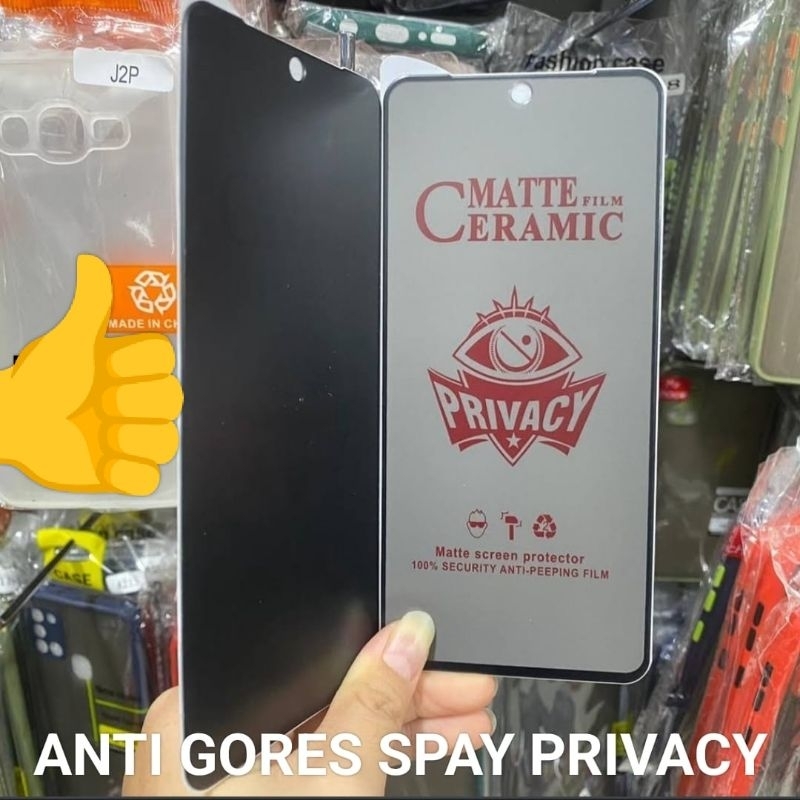 J2P
fashion case
MADE IN CH
MATTE FILM
CERAMIC
PRIVACY
Matte screen protector
100% SECURITY ANTI-PEEPING FILM
CASE
ANTI GORES SPAY PRIVACY